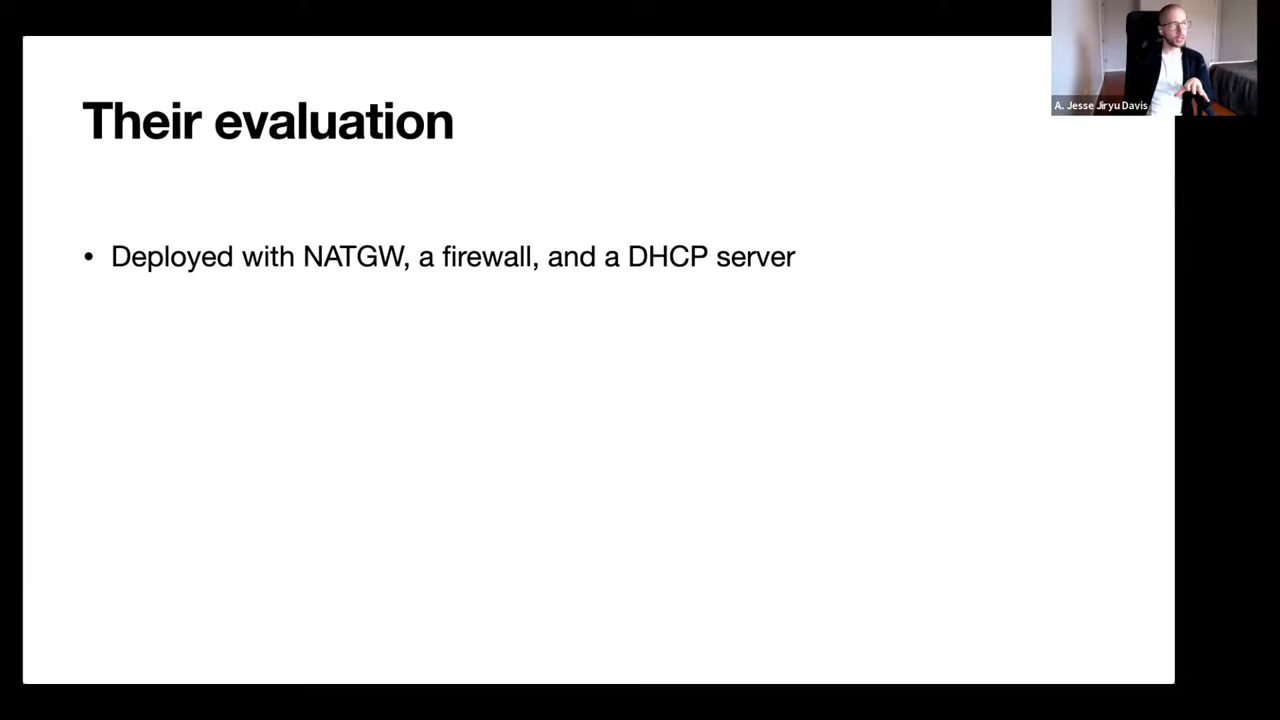 A. Jesse Jiryu Davis
Their evaluation
• Deployed with NATGW, a firewall, and a DHCP server